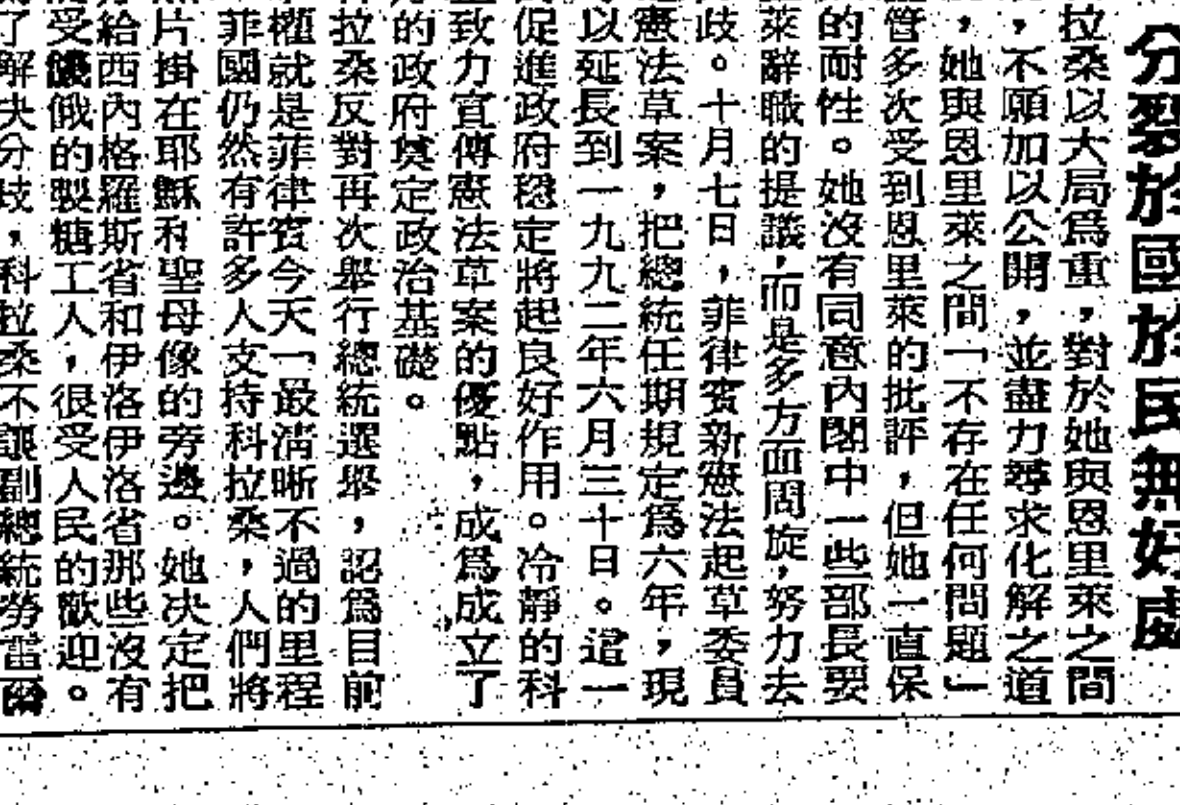 分裂於國於民無好處
拉桑以大局爲重，對於她與恩里萊之間
，不願加以公開，並盡力尋求化解之道
，她與恩里萊之間「不存在任何問題」
管多次受到恩里萊的批評，但她一直保
的耐性。她沒有同意內閣中一些部長要
萊辭職的提議，而是多方面間旋，努力去
歧。十月七日，菲律賓新憲法起草委員
憲法草案，把總統任期規定爲六年，現
以延長到一九九二年六月三十日。這一
促進政府穩定將起良好作用。冷靜的科
致力宣傳憲法草案的優點，成爲成立了
的政府奠定政治基礎。
拉桑反對再次舉行總統選舉，認爲目前
權就是菲律賓今天「最清晰不過的里程
菲國仍然有許多人支持科拉桑，人們將
片掛在耶穌和聖母像的旁邊。她决定把
給西內格羅斯省和伊洛伊洛省那些沒有
受饑俄的製糖工人，很受人民的歡迎。
了解决分歧，科拉桑不讓副總統勞雷爾